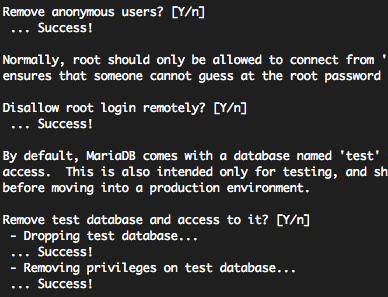 Remove anonymous users? [Y/n]
... Success!
Normally, root should only be allowed to connect from '
ensures that someone cannot guess at the root password
Disallow root login remotely? [Y/n]
... Success!
By default, MariaDB comes with a database named 'test'
access. This is also intended only for testing, and sh
before moving into a production environment.
Remove test database and access to it? [Y/n]
- Dropping test database...
... Success!
- Removing privileges on test database...
... Success!